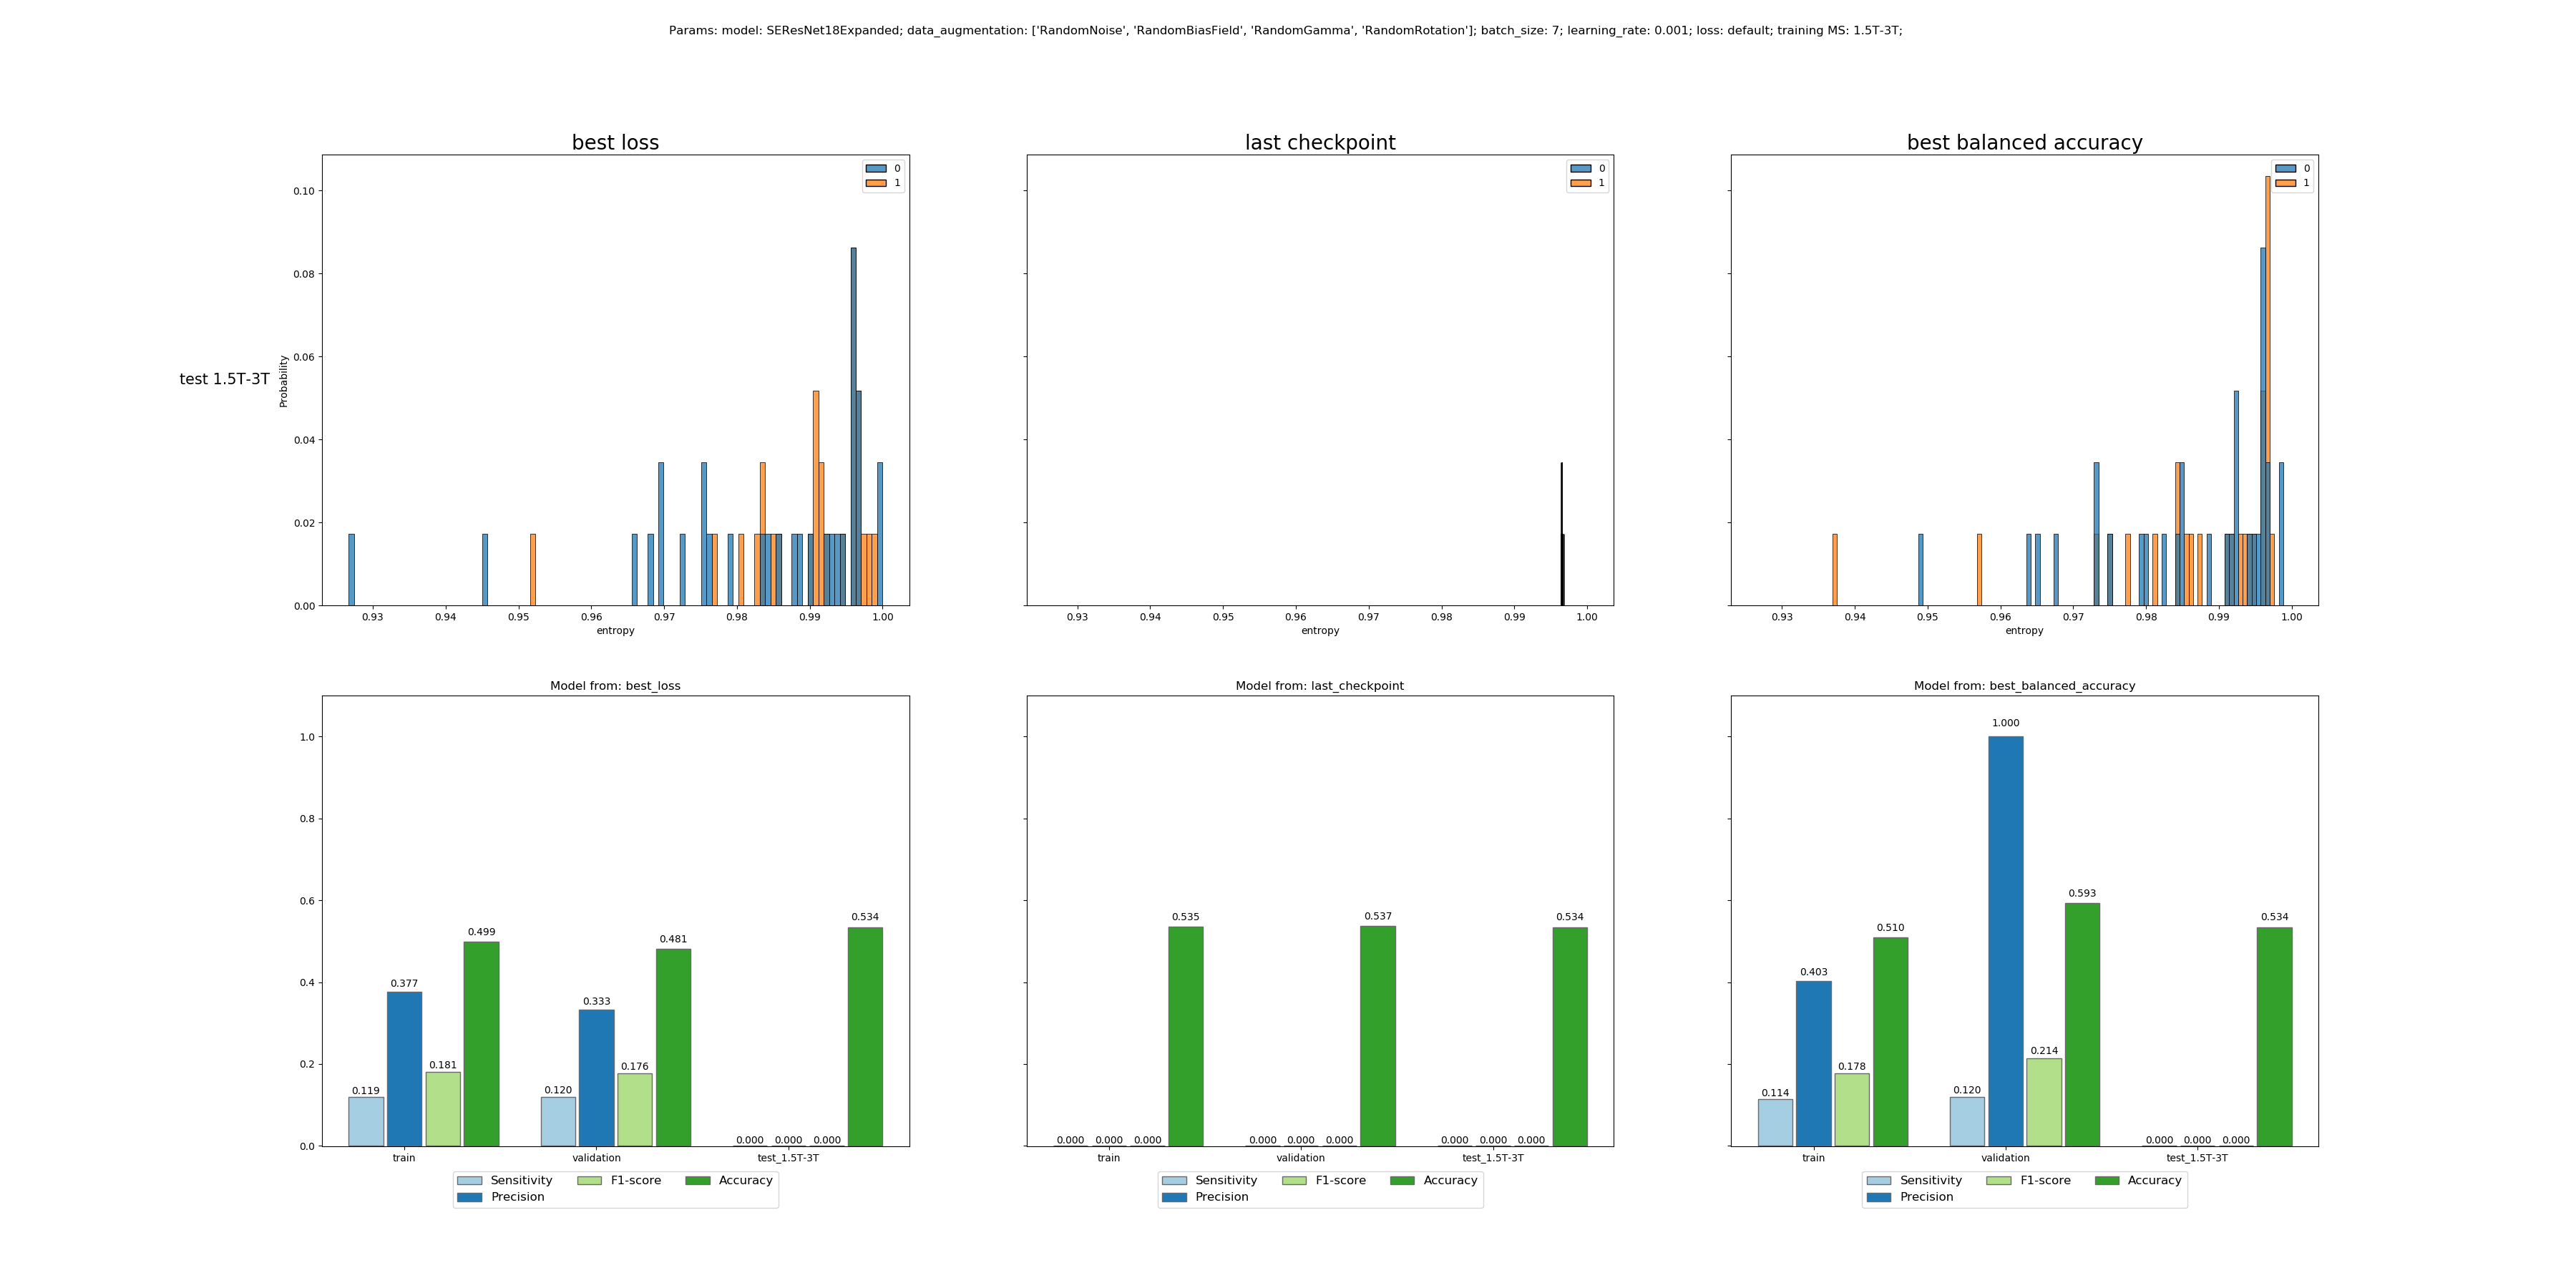 Params: model: SEResNet18Expanded; data_augmentation: ['RandomNoise', 'RandomBiasField', 'RandomGamma', 'RandomRotation']; batch_size: 7; learning_rate: 0.001; loss: default; training MS: 1.5T-3T;
best loss
0
1
0.10
0.08
0.06
0.04
0.02
0.00
Probability
test 1.5T-3T
0.93 0.94 0.95 0.96 0.97 0.98 0.99 1.00
entropy
last checkpoint
0
1
0.93 0.94 0.95 0.96 0.97 0.98 0.99 1.00
entropy
best balanced accuracy
0
1
0.93 0.94 0.95 0.96 0.97 0.98 0.99 1.00
entropy
Model from: best_loss
1.0
0.8
0.6
0.4
0.2
0.0
0.119 0.377 0.181 0.499
0.120 0.333 0.176 0.481
0.000 0.000 0.000 0.534
train validation test_1.5T-3T
Sensitivity F1-score Accuracy
Precision
Model from: last_checkpoint
0.000 0.000 0.000 0.535
0.000 0.000 0.000 0.537
0.000 0.000 0.000 0.534
train validation test_1.5T-3T
Sensitivity F1-score Accuracy
Precision
Model from: best_balanced_accuracy
0.114 0.403 0.178 0.510
0.120 1.000 0.214 0.593
0.000 0.000 0.000 0.534
train validation test_1.5T-3T
Sensitivity F1-score Accuracy
Precision